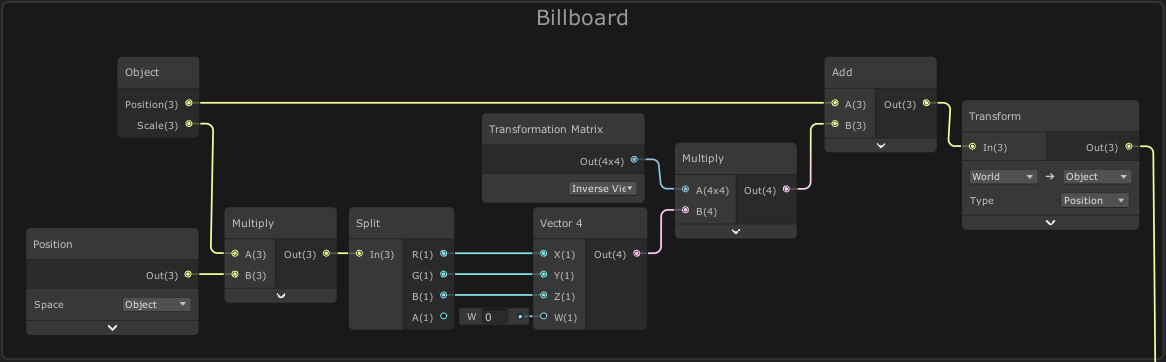 Billboard
Object
Position(3)
Scale(3)
Position
Out(3)
Space
Object
Multiply
A(3)
Out(3)
B(3)
Split
In(3)
R(1)
G(1)
B(1)
A(1)
Transformation Matrix
Out(4x4)
Inverse Vie
W 0
Vector 4
X(1)
Out(4)
Y(1)
Z(1)
W(1)
Multiply
A(4x4)
Out(4)
B(4)
Add
A(3)
Out(3)
B(3)
Transform
In(3)
Out(3)
World → Object
Type
Position